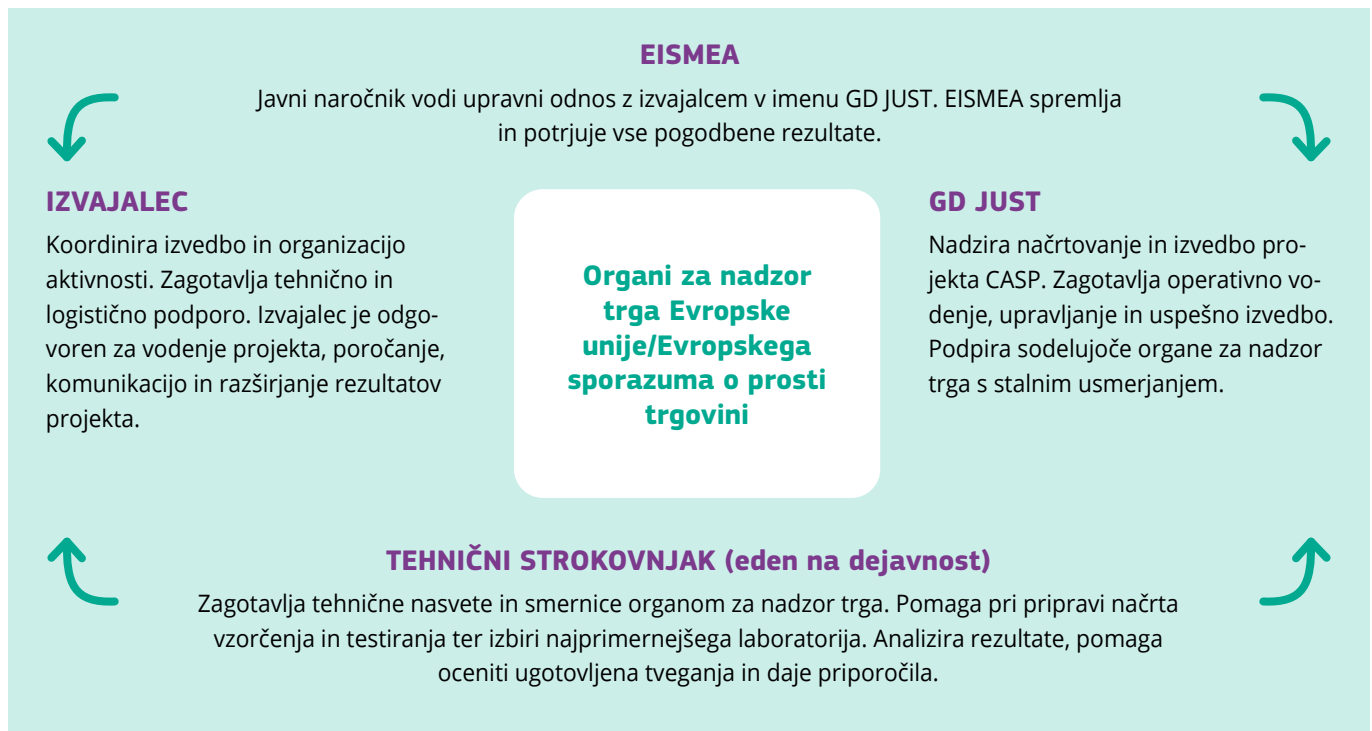 EISMEA
Javni naročnik vodi upravni odnos z izvajalcem v imenu GD JUST. EISMEA spremlja
in potrjuje vse pogodbene rezultate.
IZVAJALEC
Koordinira izvedbo in organizacijo
aktivnosti. Zagotavlja tehnično in
logistično podporo. Izvajalec je odgo-
voren za vodenje projekta, poročanje,
komunikacijo in razširjanje rezultatov
projekta.
Organi za nadzor
trga Evropske
unije/Evropskega
sporazuma o prosti
trgovini
GD JUST
Nadzira načrtovanje in izvedbo pro-
jekta CASP. Zagotavlja operativno vo-
denje, upravljanje in uspešno izvedbo.
Podpira sodelujoče organe za nadzor
trga s stalnim usmerjanjem.
TEHNIČNI STROKOVNJAK (eden na dejavnost)
Zagotavlja tehnične nasvete in smernice organom za nadzor trga. Pomaga pri pripravi načrta
vzorčenja in testiranja ter izbiri najprimernejšega laboratorija. Analizira rezultate, pomaga
oceniti ugotovljena tveganja in daje priporočila.